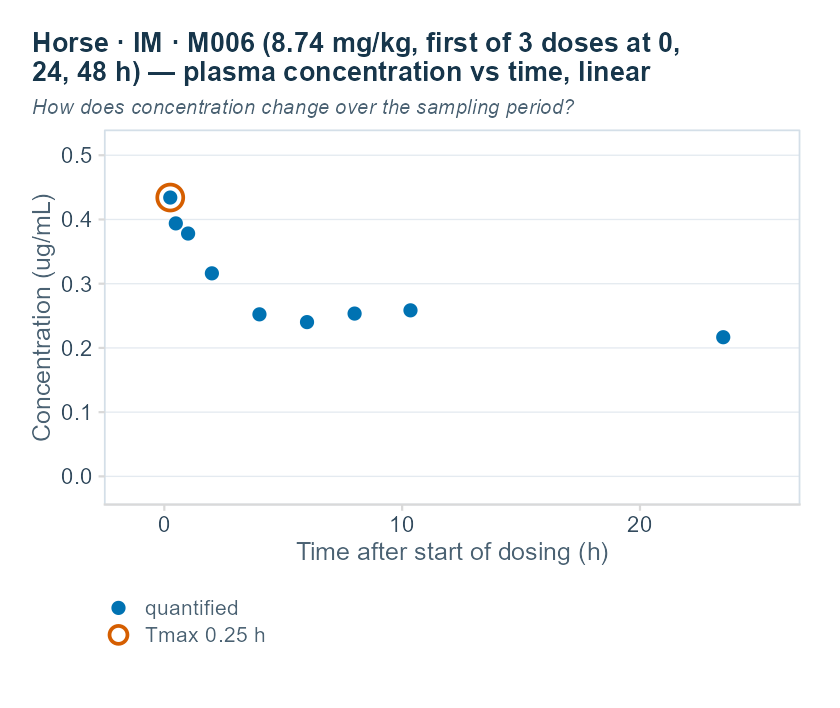 Horse · IM · M006 (8.74 mg/kg, first of 3 doses at 0,
24, 48 h) — plasma concentration vs time, linear
How does concentration change over the sampling period?
Concentration (ug/mL)
0.5
0.4
0.3
0.2
0.1
0.0
0 10 20
Time after start of dosing (h)
quantified
Tmax 0.25 h